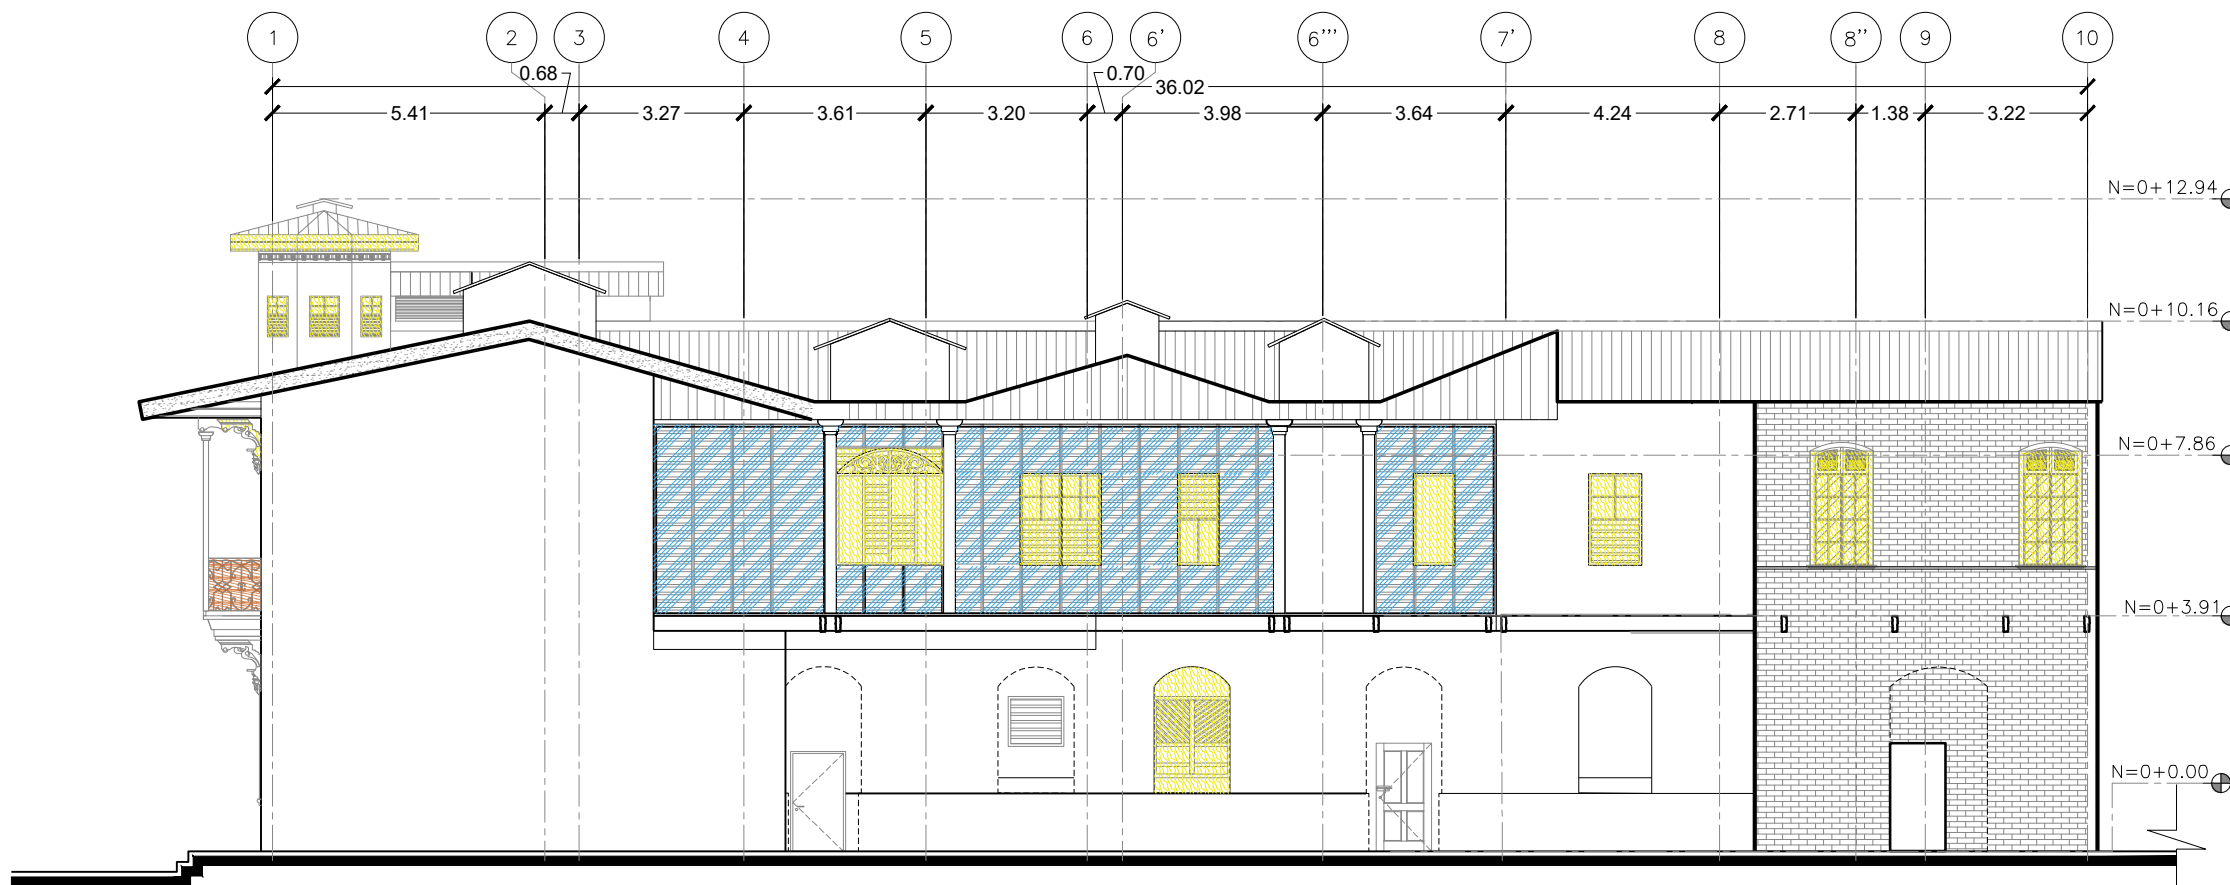 1 2 3 4 5 6 6' 6''' 7' 8 8'' 9 10
0.68 0.70
36.02
5.41 3.27 3.61 3.20 3.98 3.64 4.24 2.71 1.38 3.22
N=0+12.94
N=0+10.16
N=0+7.86
N=0+3.91
N=0+0.00